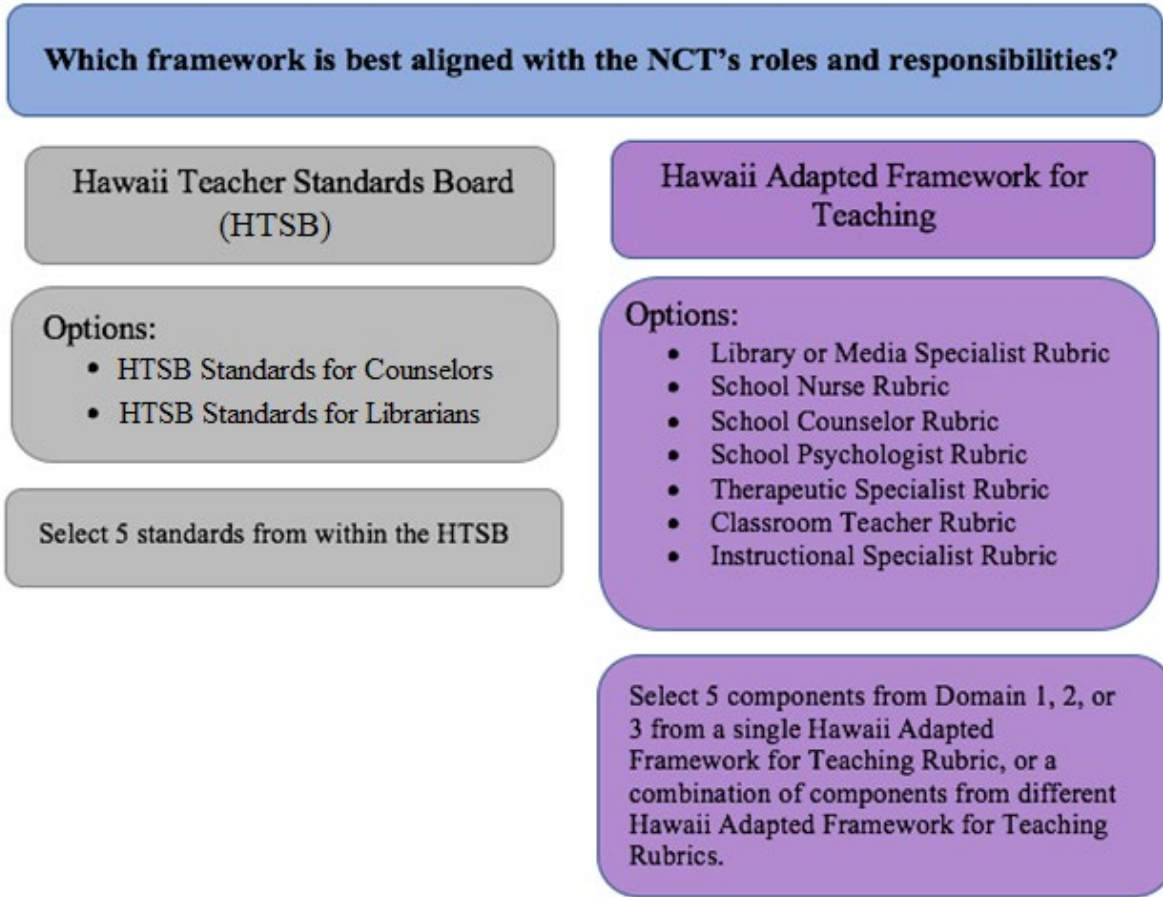 Which framework is best aligned with the NCT's roles and responsibilities?
Hawaii Teacher Standards Board
(HTSB)
Options:
• HTSB Standards for Counselors
• HTSB Standards for Librarians
Select 5 standards from within the HTSB
Hawaii Adapted Framework for
Teaching
Options:
• Library or Media Specialist Rubric
• School Nurse Rubric
• School Counselor Rubric
• School Psychologist Rubric
• Therapeutic Specialist Rubric
• Classroom Teacher Rubric
• Instructional Specialist Rubric
Select 5 components from Domain 1, 2, or
3 from a single Hawaii Adapted
Framework for Teaching Rubric, or a
combination of components from different
Hawaii Adapted Framework for Teaching
Rubrics.